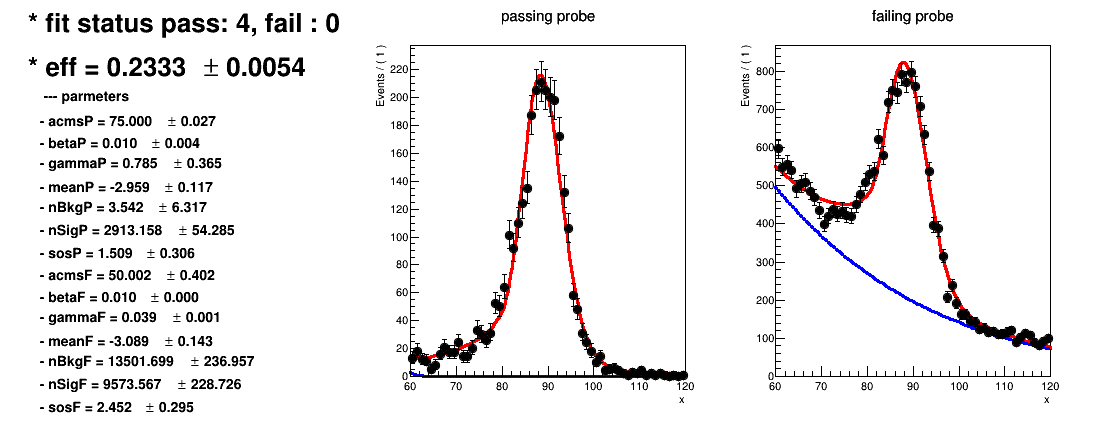 * fit status pass: 4, fail : 0
* eff = 0.2333 ± 0.0054
--- parmeters
- acmsP = 75.000 ± 0.027
- betaP = 0.010 ± 0.004
- gammaP = 0.785 ± 0.365
- meanP = -2.959 ± 0.117
- nBkgP = 3.542 ± 6.317
- nSigP = 2913.158 ± 54.285
- sosP = 1.509 ± 0.306
- acmsF = 50.002 ± 0.402
- betaF = 0.010 ± 0.000
- gammaF = 0.039 ± 0.001
- meanF = -3.089 ± 0.143
- nBkgF = 13501.699 ± 236.957
- nSigF = 9573.567 ± 228.726
- sosF = 2.452 ± 0.295
passing probe
Events / ( 1 )
220
200
180
160
140
120
100
80
60
40
20
0
60 70 80 90 100 110 120
x
failing probe
Events / ( 1 )
800
700
600
500
400
300
200
100
0
60 70 80 90 100 110 120
x